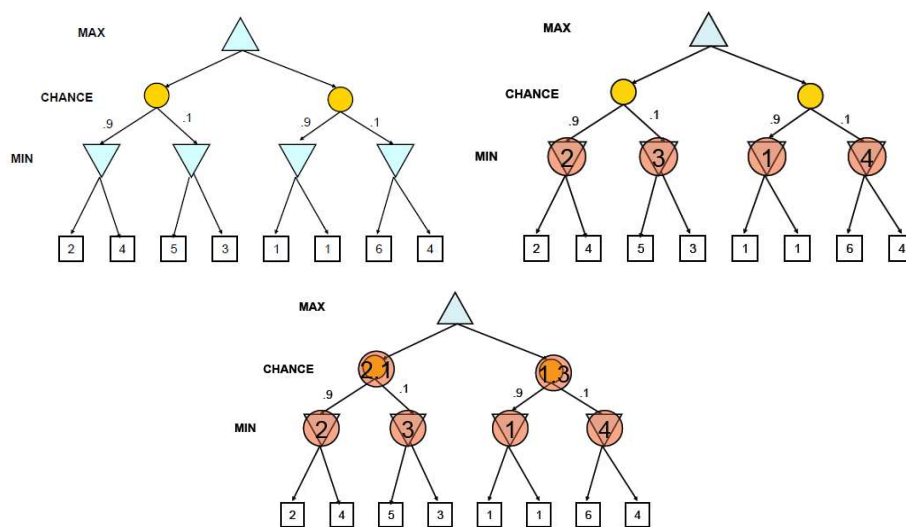 MAX
CHANCE
.9 .1 .9 .1
MIN
2 4 5 3 1 1 6 4
MAX
CHANCE
.9 .1 .9 .1
MIN 2 3 1 4
2 4 5 3 1 1 6 4
MAX
CHANCE 2.1 1.3
.9 .1 .9 .1
MIN 2 3 1 4
2 4 5 3 1 1 6 4